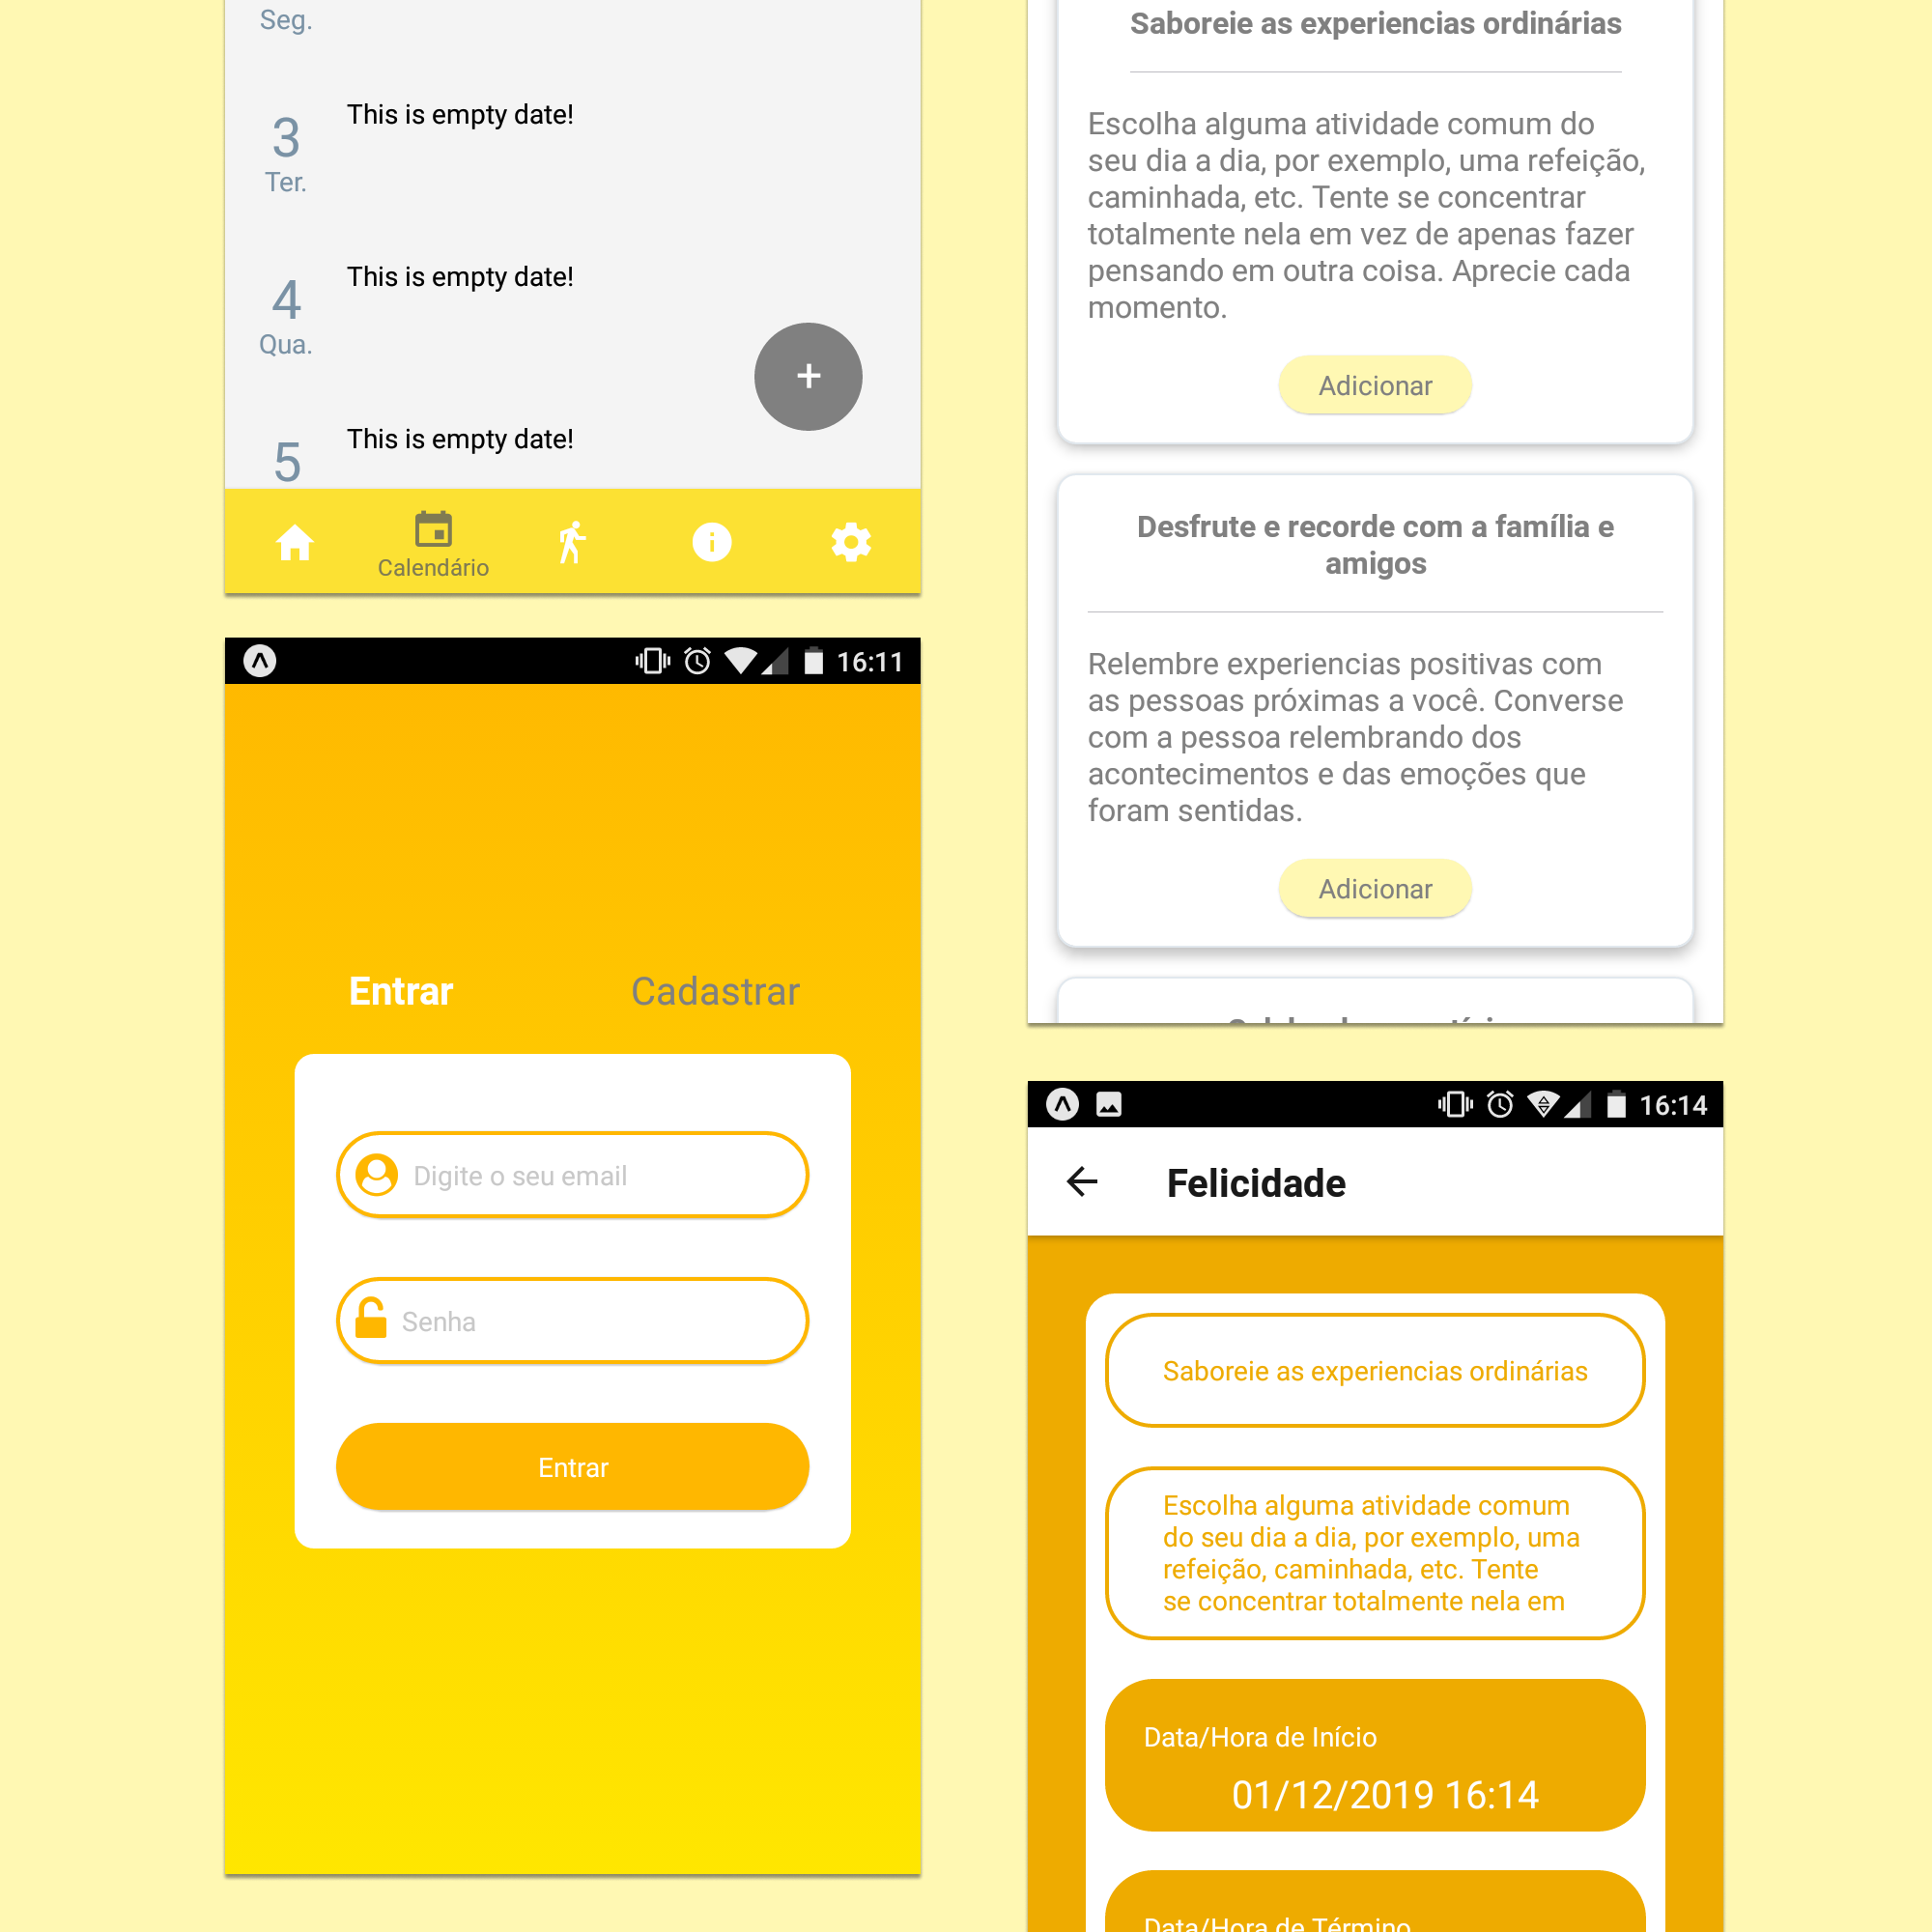 Seg.
3
Ter.
This is empty date!
4
Qua.
This is empty date!
+
5
This is empty date!
Calendário
16:11
Entrar
Cadastrar
Digite o seu email
Senha
Entrar
Saboreie as experiencias ordinárias
Escolha alguma atividade comum do
seu dia a dia, por exemplo, uma refeição,
caminhada, etc. Tente se concentrar
totalmente nela em vez de apenas fazer
pensando em outra coisa. Aprecie cada
momento.
Adicionar
Desfrute e recorde com a família e
amigos
Relembre experiencias positivas com
as pessoas próximas a você. Converse
com a pessoa relembrando dos
acontecimentos e das emoções que
foram sentidas.
Adicionar
16:14
Felicidade
Saboreie as experiencias ordinárias
Escolha alguma atividade comum
do seu dia a dia, por exemplo, uma
refeição, caminhada, etc. Tente
se concentrar totalmente nela em
Data/Hora de Início
01/12/2019 16:14
Data/Hora de Término